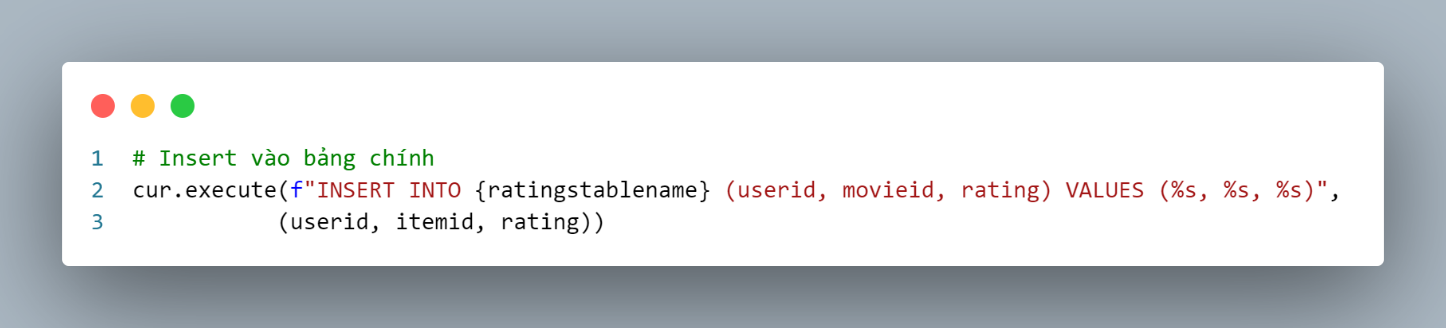 1 # Insert vào bảng chính
2 cur.execute(f"INSERT INTO {ratingstablename} (userid, movieid, rating) VALUES (%s, %s, %s)",
3 (userid, itemid, rating))